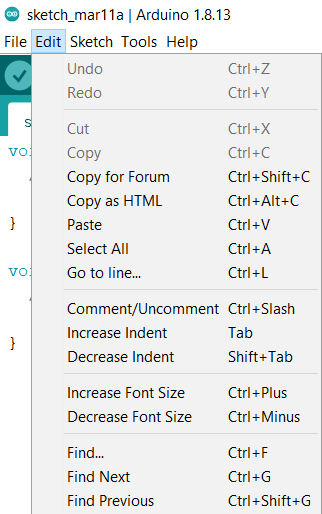 sketch_mar11a | Arduino 1.8.13
File Edit Sketch Tools Help
Undo Ctrl+Z
Redo Ctrl+Y
Cut Ctrl+X
Copy Ctrl+C
Copy for Forum Ctrl+Shift+C
Copy as HTML Ctrl+Alt+C
Paste Ctrl+V
Select All Ctrl+A
Go to line... Ctrl+L
Comment/Uncomment Ctrl+Slash
Increase Indent Tab
Decrease Indent Shift+Tab
Increase Font Size Ctrl+Plus
Decrease Font Size Ctrl+Minus
Find... Ctrl+F
Find Next Ctrl+G
Find Previous Ctrl+Shift+G
s
vo
}
vo
}